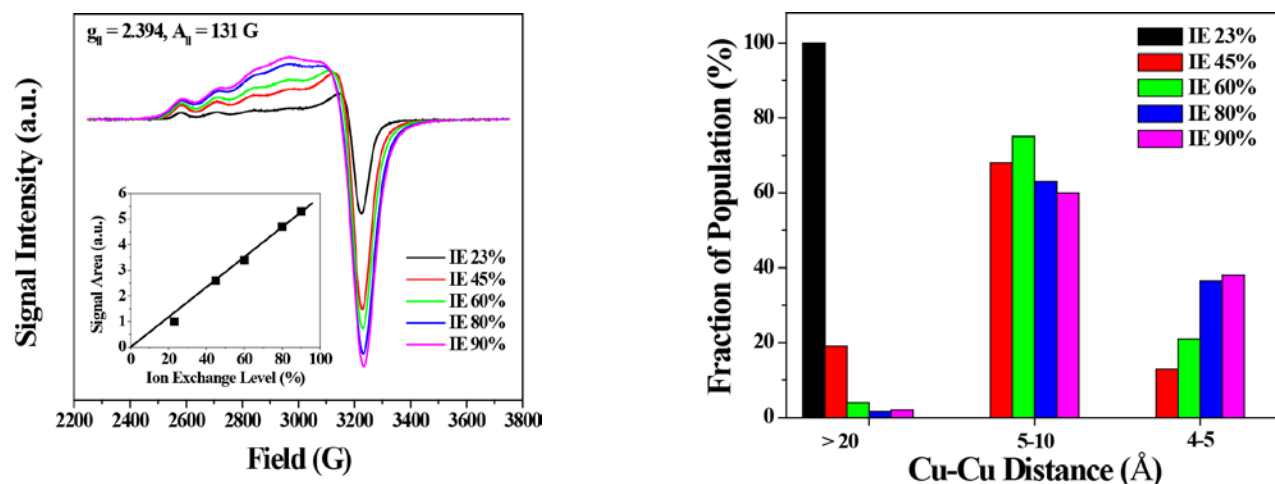 g|| = 2.394, A|| = 131 G
Signal Intensity (a.u.)
Signal Area (a.u.)
6
5
4
3
2
1
0
0 20 40 60 80 100
Ion Exchange Level (%)
IE 23%
IE 45%
IE 60%
IE 80%
IE 90%
2200 2400 2600 2800 3000 3200 3400 3600 3800
Field (G)
Fraction of Population (%)
100
80
60
40
20
0
IE 23%
IE 45%
IE 60%
IE 80%
IE 90%
> 20 5-10 4-5
Cu-Cu Distance (Å)